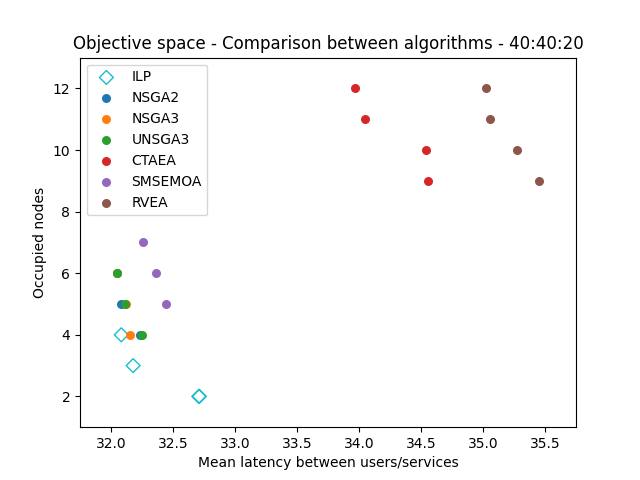 Objective space - Comparison between algorithms - 40:40:20
ILP
NSGA2
NSGA3
UNSGA3
CTAEA
SMSEMOA
RVEA
12
10
8
6
4
2
Occupied nodes
32.0 32.5 33.0 33.5 34.0 34.5 35.0 35.5
Mean latency between users/services